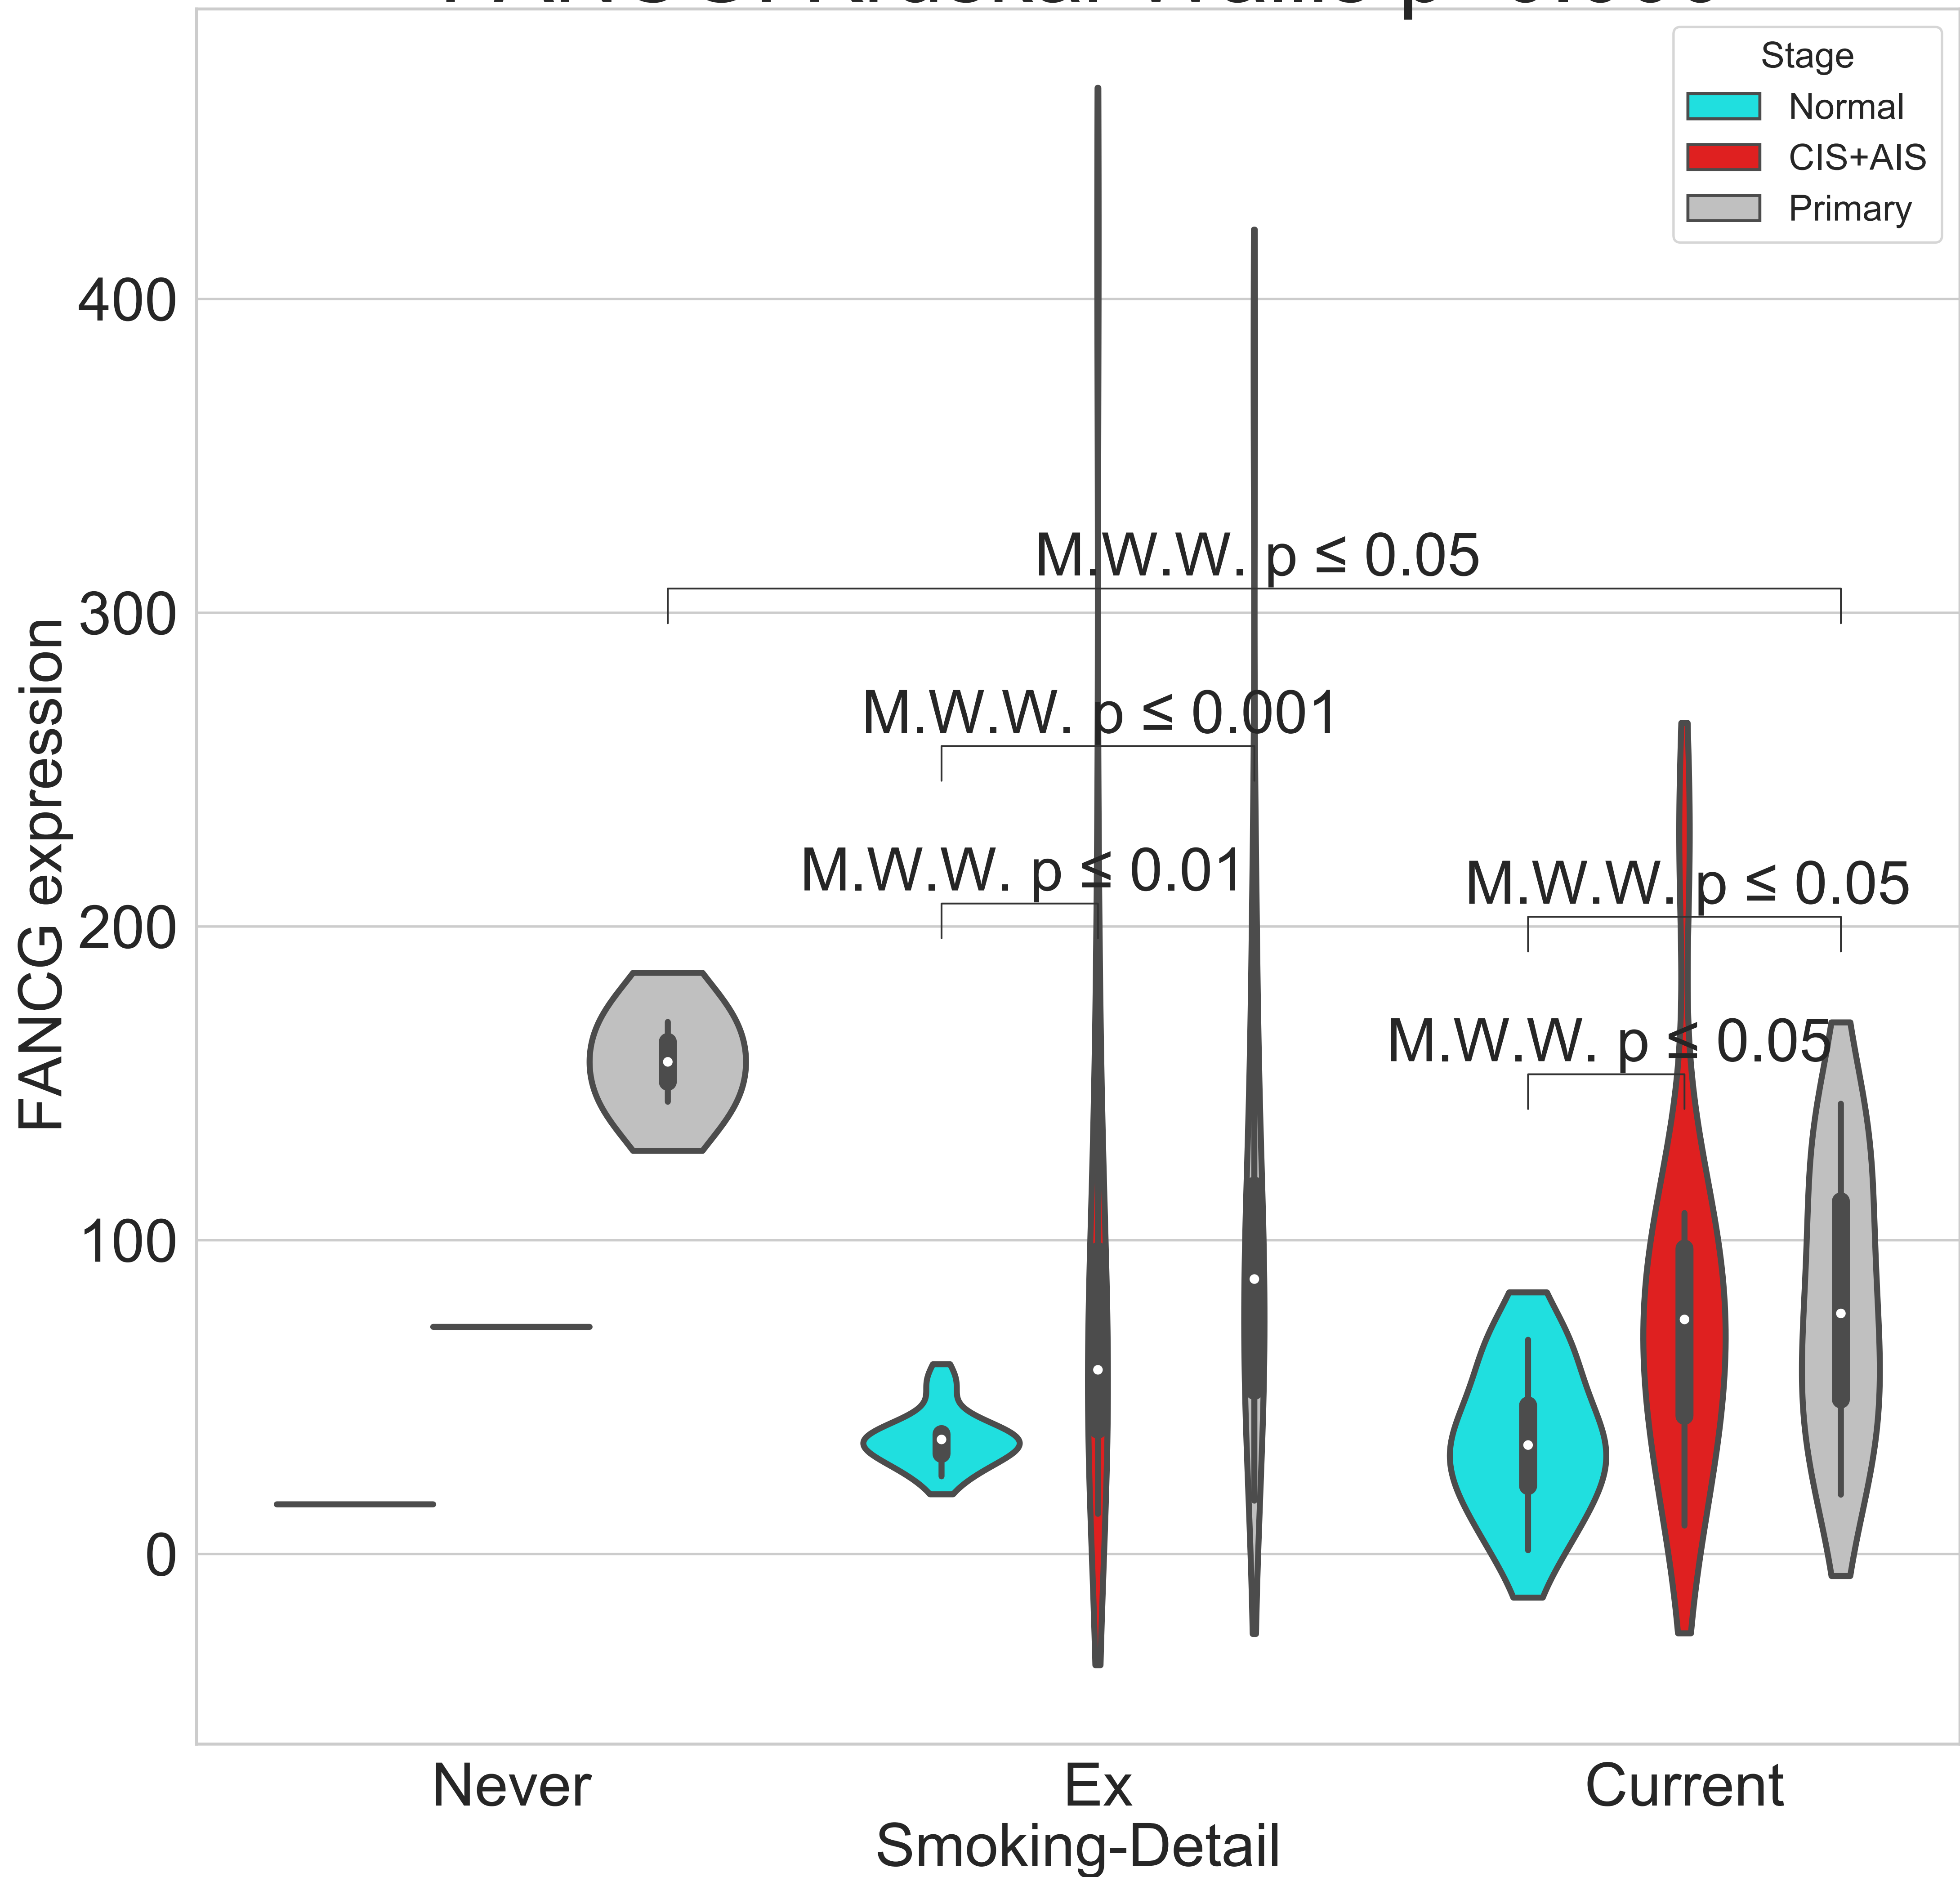 Stage
Normal
CIS+AIS
Primary
400
300
200
100
0
FANCG expression
M.W.W. p ≤ 0.05
M.W.W. p ≤ 0.001
M.W.W. p ≤ 0.01
M.W.W. p ≤ 0.05
M.W.W. p ≤ 0.05
Never
Ex
Current
Smoking-Detail